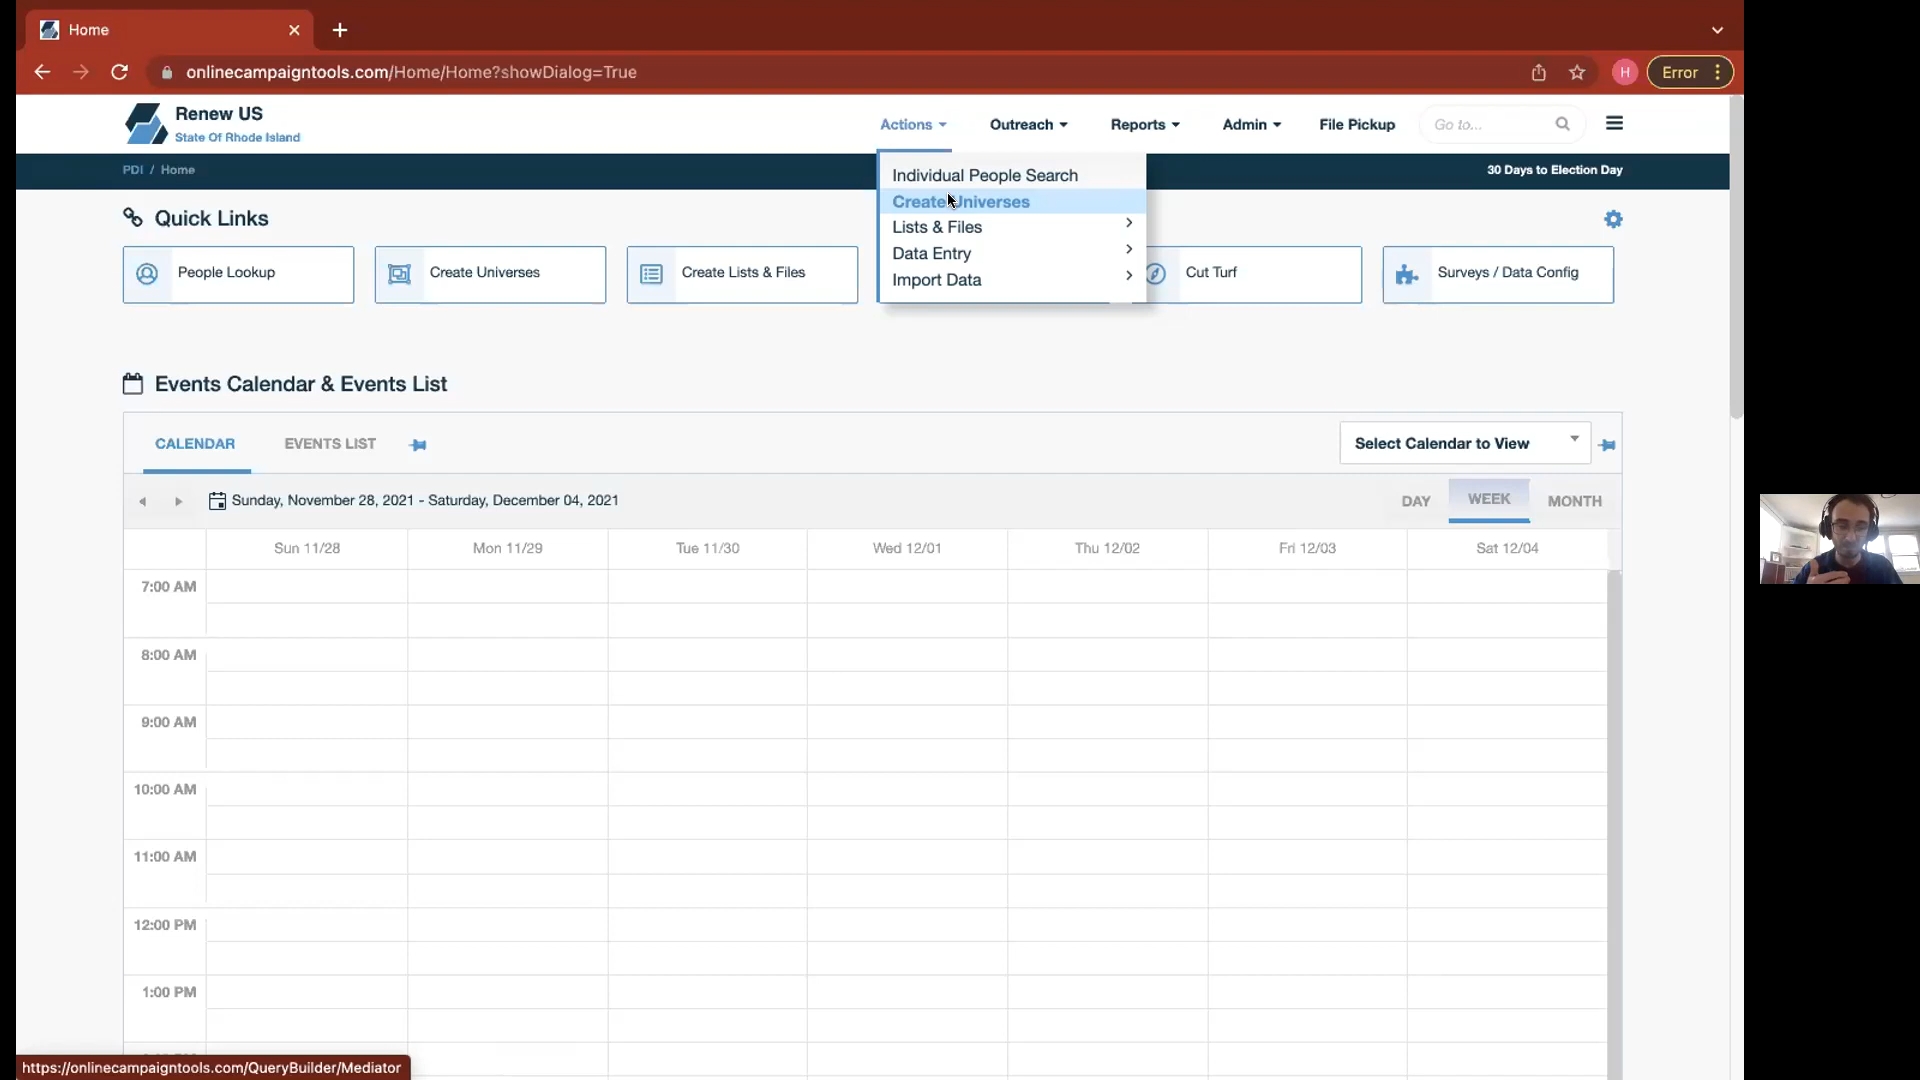 Home
onlinecampaigntools.com/Home/Home?showDialog=True
H
Error
Renew US
State Of Rhode Island
Actions
Outreach
Reports
Admin
File Pickup
Go to...
PDI / Home
30 Days to Election Day
Individual People Search
Create Universes
Lists & Files
Data Entry
Import Data
Quick Links
People Lookup
Create Universes
Create Lists & Files
Cut Turf
Surveys / Data Config
Events Calendar & Events List
CALENDAR
EVENTS LIST
Select Calendar to View
Sunday, November 28, 2021 - Saturday, December 04, 2021
DAY
WEEK
MONTH
Sun 11/28
Mon 11/29
Tue 11/30
Wed 12/01
Thu 12/02
Fri 12/03
Sat 12/04
7:00 AM
8:00 AM
9:00 AM
10:00 AM
11:00 AM
12:00 PM
1:00 PM
https://onlinecampaigntools.com/QueryBuilder/Mediator